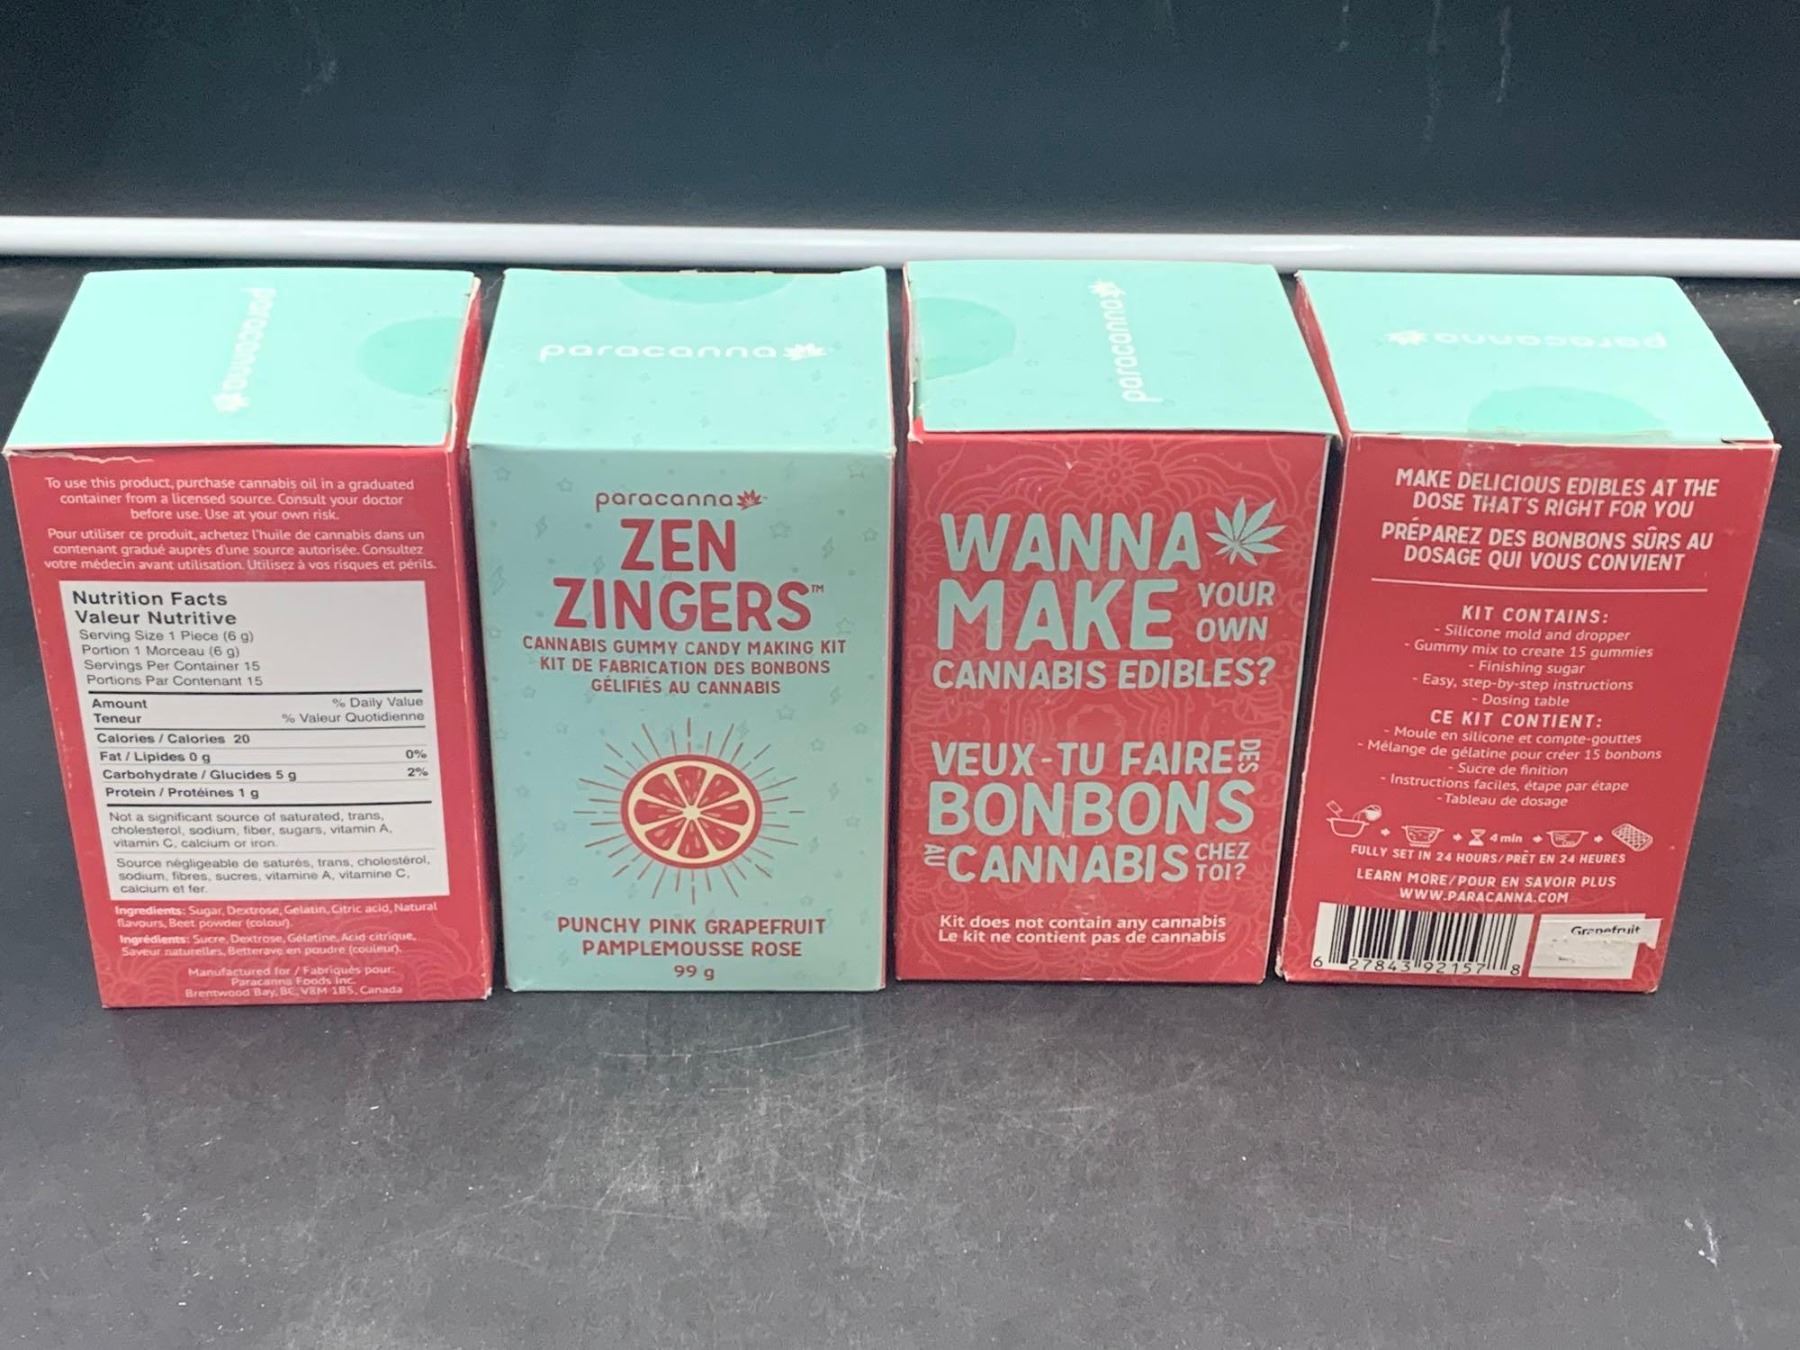 paracanna
To use this product, purchase cannabis oil in a graduated
container from a licensed source. Consult your doctor
before use. Use at your own risk.
Pour utiliser ce produit, achetez l'huile de cannabis dans un
contenant gradué auprès d'une source autorisée. Consultez
votre médecin avant utilisation. Utilisez à vos risques et périls.
Nutrition Facts
Valeur Nutritive
Serving Size 1 Piece (6 g)
Portion 1 Morceau (6 g)
Servings Per Container 15
Portions Par Contenant 15
Amount % Daily Value
Teneur % Valeur Quotidienne
Calories / Calories 20
Fat / Lipides 0 g 0%
Carbohydrate / Glucides 5 g 2%
Protein / Protéines 1 g
Not a significant source of saturated, trans,
cholesterol, sodium, fiber, sugars, vitamin A,
vitamin C, calcium or iron.
Source négligeable de saturés, trans, cholestérol,
sodium, fibres, sucres, vitamine A, vitamine C,
calcium et fer.
Ingredients: Sugar, Dextrose, Gelatin, Citric acid, Natural
flavours, Beet powder (colour).
Ingrédients: Sucre, Dextrose, Gélatine, Acid citrique,
Saveur naturelles, Betterave en poudre (couleur).
Manufactured for / Fabriqués pour:
Paracanna Foods Inc.
Brentwood Bay, BC, V8M 1B5, Canada
paracanna
paracanna
ZEN
ZINGERS™
CANNABIS GUMMY CANDY MAKING KIT
KIT DE FABRICATION DES BONBONS
GÉLIFIÉS AU CANNABIS
PUNCHY PINK GRAPEFRUIT
PAMPLEMOUSSE ROSE
99 g
paracanna
WANNA
MAKE YOUR OWN
CANNABIS EDIBLES?
VEUX-TU FAIRE DES
BONBONS
AU CANNABIS CHEZ TOI?
Kit does not contain any cannabis
Le kit ne contient pas de cannabis
paracanna
MAKE DELICIOUS EDIBLES AT THE
DOSE THAT'S RIGHT FOR YOU
PRÉPAREZ DES BONBONS SÛRS AU
DOSAGE QUI VOUS CONVIENT
KIT CONTAINS:
- Silicone mold and dropper
- Gummy mix to create 15 gummies
- Finishing sugar
- Easy, step-by-step instructions
- Dosing table
CE KIT CONTIENT:
- Moule en silicone et compte-gouttes
- Mélange de gélatine pour créer 15 bonbons
- Sucre de finition
- Instructions faciles, étape par étape
- Tableau de dosage
4 min
FULLY SET IN 24 HOURS/PRÊT EN 24 HEURES
LEARN MORE/POUR EN SAVOIR PLUS
WWW.PARACANNA.COM
Grapefruit
6 27843 92157 8